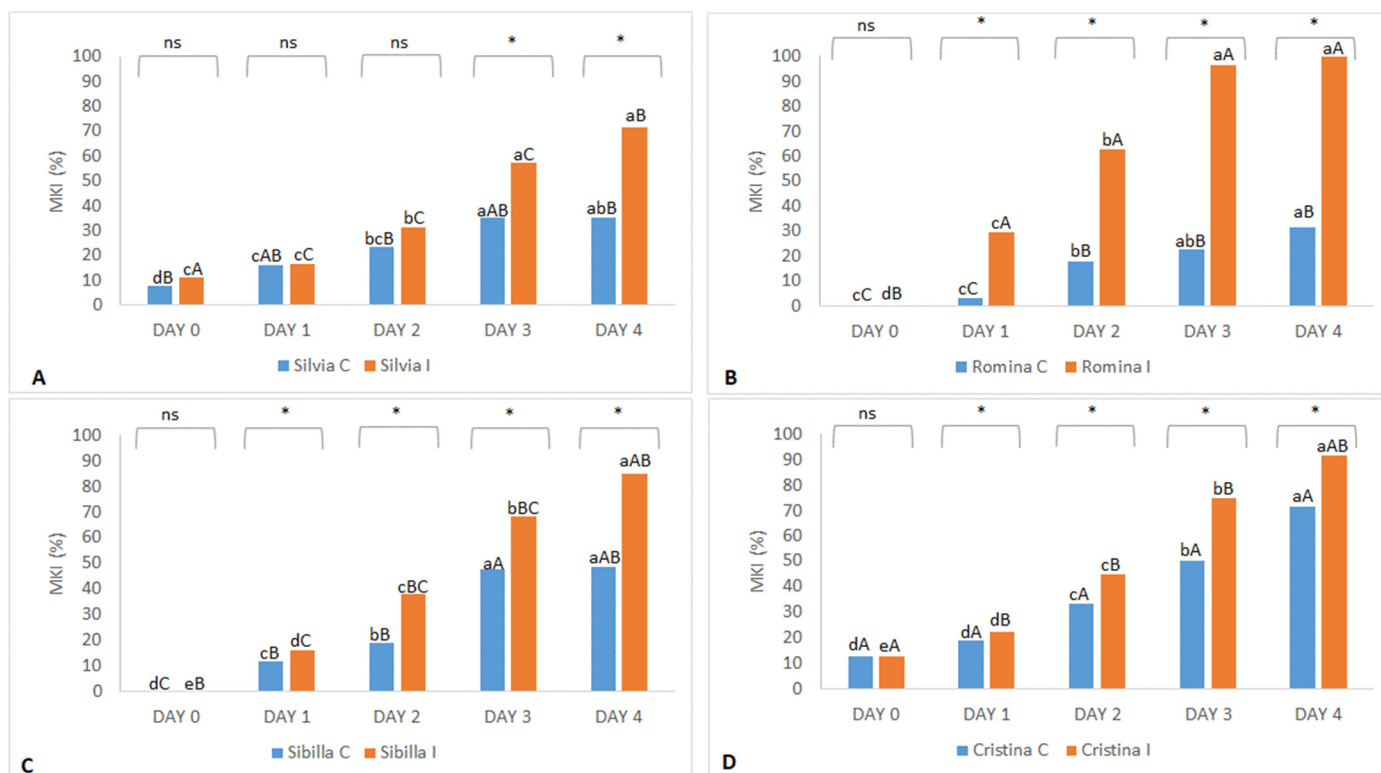 ns ns ns * *
100
90
80
70
60
50
40
30
20
10
0
MKI (%)
dB cA cAB cC bcB bC aAB aC abB aB
DAY 0 DAY 1 DAY 2 DAY 3 DAY 4
Silvia C Silvia I
A
ns * * * *
100
90
80
70
60
50
40
30
20
10
0
MKI (%)
cC dB cC cA bB bA abB aA aB aA
DAY 0 DAY 1 DAY 2 DAY 3 DAY 4
Romina C Romina I
B
ns * * * *
100
90
80
70
60
50
40
30
20
10
0
MKI (%)
dC eB cB dC bB cBC aA bBC aAB aAB
DAY 0 DAY 1 DAY 2 DAY 3 DAY 4
Sibilla C Sibilla I
C
ns * * * *
100
90
80
70
60
50
40
30
20
10
0
MKI (%)
dA eA dA dB cA cB bA bB aA aAB
DAY 0 DAY 1 DAY 2 DAY 3 DAY 4
Cristina C Cristina I
D